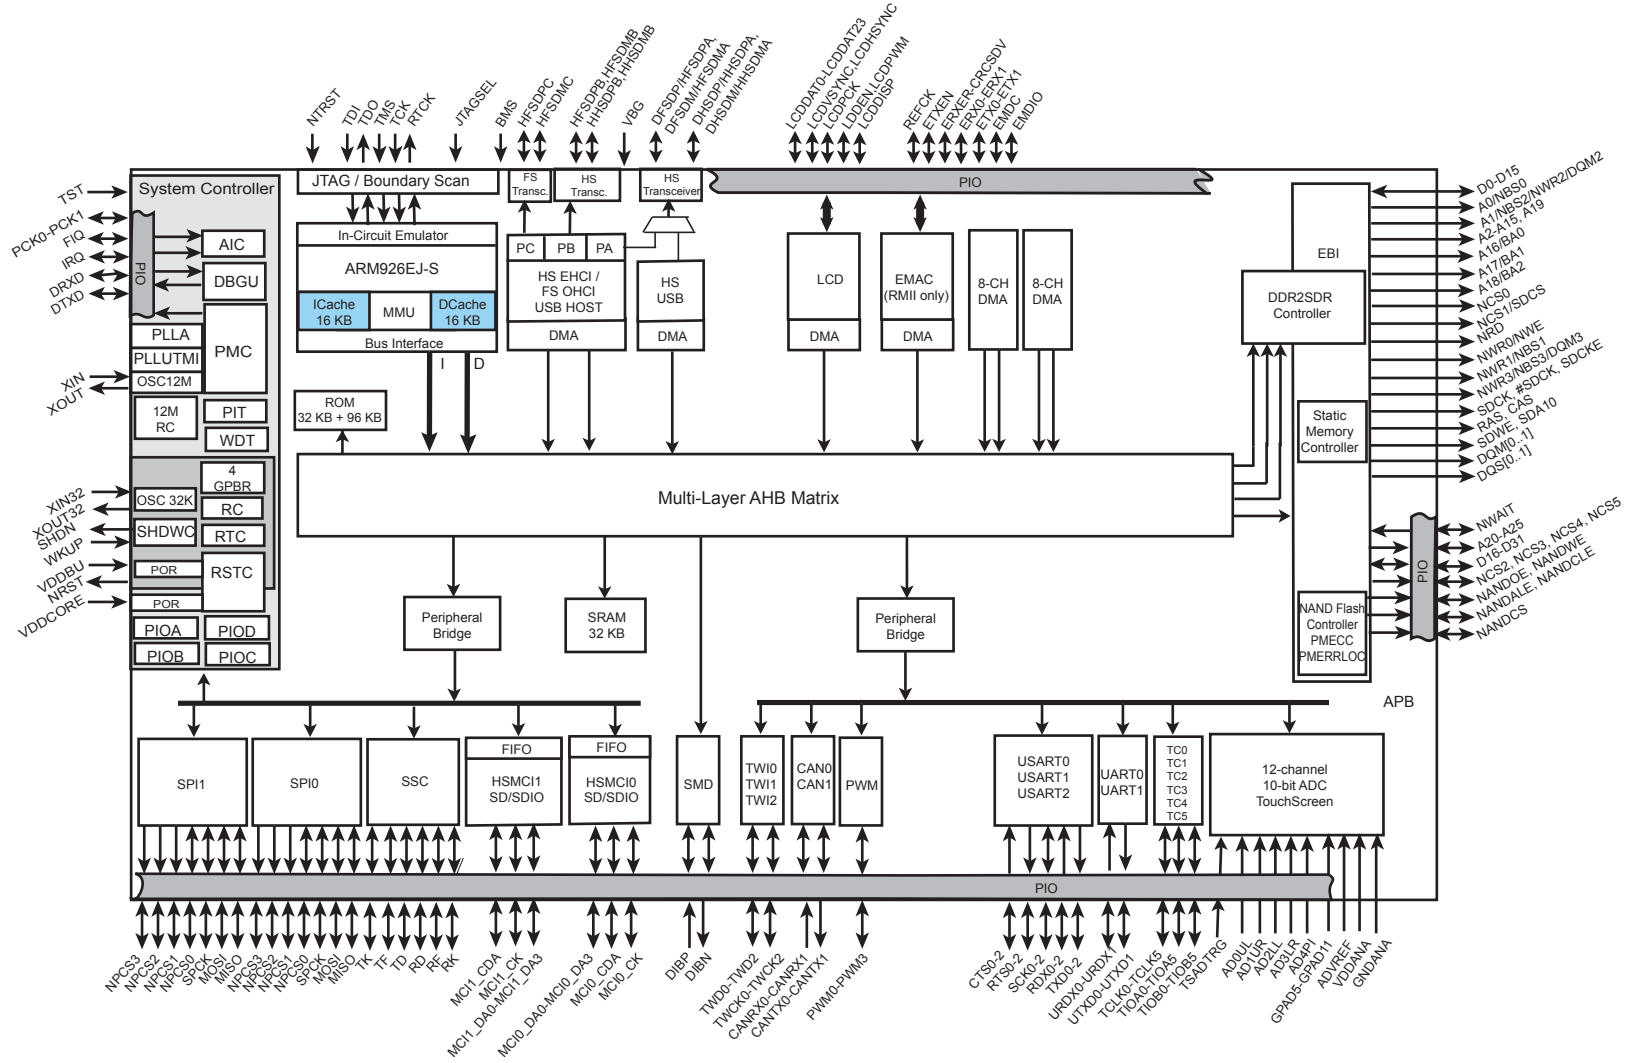 NTRST
TDI
TDO
TMS
TCK
RTCK
JTAGSEL
BMS
HFSDPC
HFSDMC
HFSDPB,HFSDMB
HHSDPB,HHSDMB
VBG
DFSDP/HFSDPA,
DFSDM/HFSDMA
DHSDP/HHSDPA,
DHSDM/HHSDMA
LCDDAT0-LCDDAT23
LCDVSYNC,LCDHSYNC
LCDPCK
LDDEN,LCDPWM
LCDDISP
REFCK
ETXEN
ERXER-CRCSDV
ERX0-ERX1
ETX0-ETX1
EMDC
EMDIO
TST
PCK0-PCK1
FIQ
IRQ
DRXD
DTXD
XIN
XOUT
XIN32
XOUT32
SHDN
WKUP
VDDBU
NRST
VDDCORE
System Controller
PIO
AIC
DBGU
PLLA
PLLUTMI
OSC12M
PMC
12M
RC
PIT
WDT
4
GPBR
OSC 32K
RC
SHDWC
RTC
POR
RSTC
POR
PIOA
PIOD
PIOB
PIOC
JTAG / Boundary Scan
In-Circuit Emulator
ARM926EJ-S
ICache
16 KB
MMU
DCache
16 KB
Bus Interface
I
D
ROM
32 KB + 96 KB
FS
Transc.
HS
Transc.
HS
Transceiver
PC
PB
PA
HS EHCI /
FS OHCI
USB HOST
DMA
HS
USB
DMA
PIO
LCD
DMA
EMAC
(RMII only)
DMA
8-CH
DMA
8-CH
DMA
EBI
DDR2SDR
Controller
Static
Memory
Controller
NAND Flash
Controller
PMECC
PMERRLOC
PIO
D0-D15
A0/NBS0
A1/NBS2/NWR2/DQM2
A2-A15, A19
A16/BA0
A17/BA1
A18/BA2
NCS0
NCS1/SDCS
NRD
NWR0/NWE
NWR1/NBS1
NWR3/NBS3/DQM3
SDCK, #SDCK, SDCKE
RAS, CAS
SDWE, SDA10
DQM[0..1]
DQS[0..1]
NWAIT
A20-A25
D16-D31
NCS2, NCS3, NCS4, NCS5
NANDOE, NANDWE
NANDALE, NANDCLE
NANDCS
Multi-Layer AHB Matrix
Peripheral
Bridge
SRAM
32 KB
Peripheral
Bridge
APB
SPI1
SPI0
SSC
FIFO
HSMCI1
SD/SDIO
FIFO
HSMCI0
SD/SDIO
SMD
TWI0
TWI1
TWI2
CAN0
CAN1
PWM
USART0
USART1
USART2
UART0
UART1
TC0
TC1
TC2
TC3
TC4
TC5
12-channel
10-bit ADC
TouchScreen
PIO
NPCS3
NPCS2
NPCS1
NPCS0
SPCK
MOSI
MISO
NPCS3
NPCS2
NPCS1
NPCS0
SPCK
MOSI
MISO
TK
TF
TD
RD
RF
RK
MCI1_CDA
MCI1_CK
MCI1_DA0-MCI1_DA3
MCI0_DA0-MCI0_DA3
MCI0_CDA
MCI0_CK
DIBP
DIBN
TWD0-TWD2
TWCK0-TWCK2
CANRX0-CANRX1
CANTX0-CANTX1
PWM0-PWM3
CTS0-2
RTS0-2
SCK0-2
RDX0-2
TXD0-2
URDX0-URDX1
UTXD0-UTXD1
TCLK0-TCLK5
TIOA0-TIOA5
TIOB0-TIOB5
TSADTRG
AD0UL
AD1UR
AD2LL
AD3LR
AD4PI
GPAD5-GPAD11
ADVREF
VDDANA
GNDANA